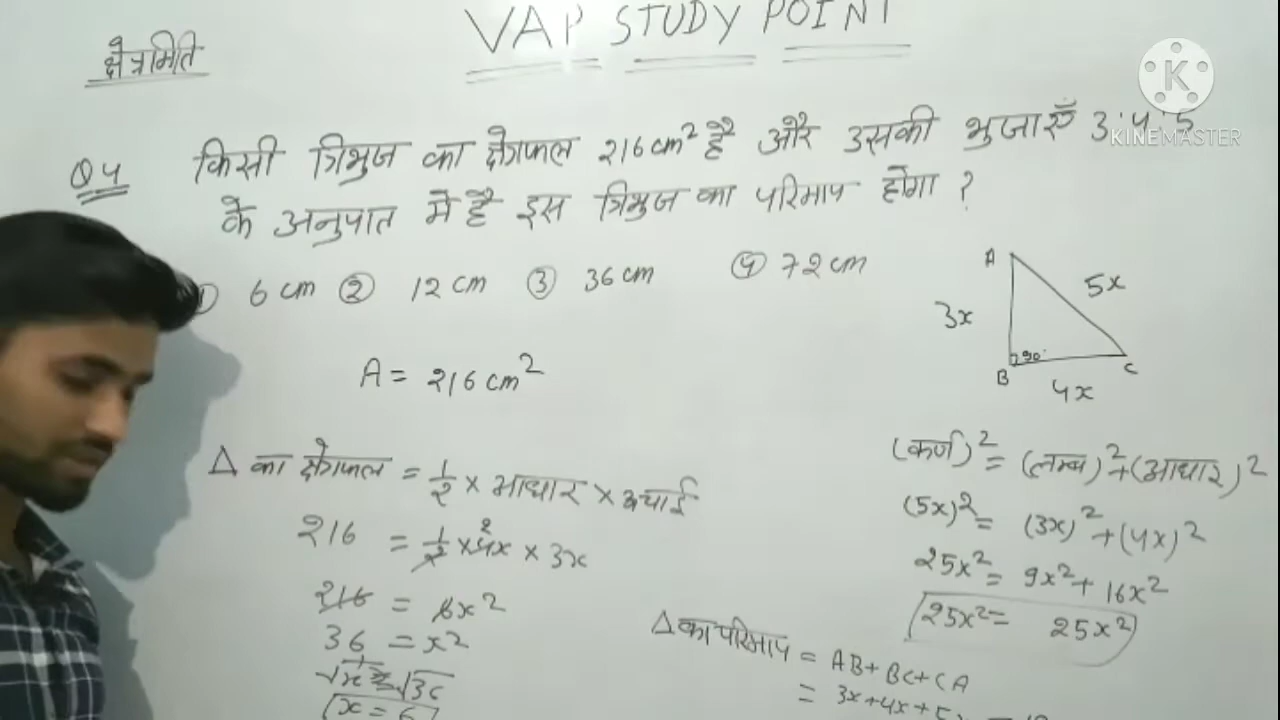 VAP STUDY POINT
क्षेत्रमिति
K
KINEMASTER
Q4 किसी त्रिभुज का क्षेत्रफल 216 cm² है और उसकी भुजाएँ 3:4:5
के अनुपात में है इस त्रिभुज का परिमाप होगा ?
① 6 cm ② 12 cm ③ 36 cm ④ 72 cm
A
3x
5x
90°
B
C
4x
A = 216 cm²
Δ का क्षेत्रफल = 1/2 × आधार × ऊचाई
216 = 1/2 × 4x × 3x
2
216 = 6x²
36 = x²
x = 6
(कर्ण)² = (लम्ब)² + (आधार)²
(5x)² = (3x)² + (4x)²
25x² = 9x² + 16x²
25x² = 25x²
Δ का परिमाप = AB + BC + CA
= 3x + 4x +